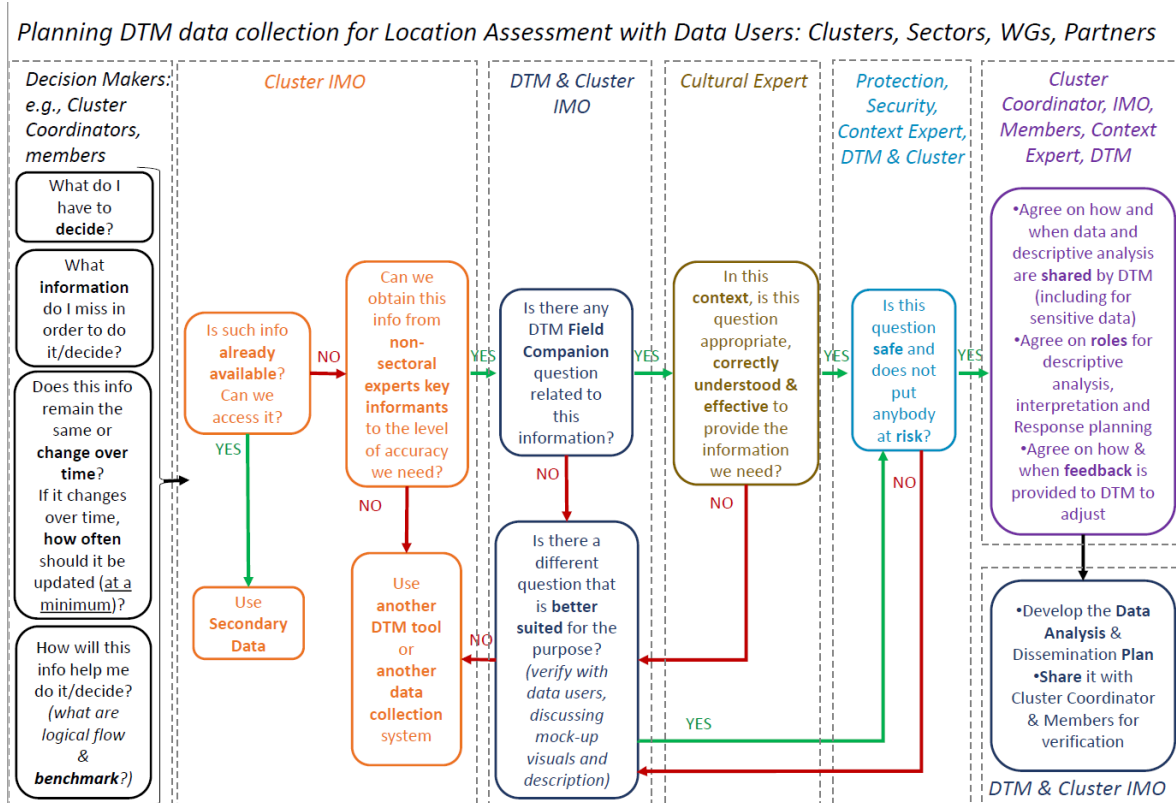 Planning DTM data collection for Location Assessment with Data Users: Clusters, Sectors, WGs, Partners
Decision Makers:
e.g., Cluster
Coordinators,
members
What do I
have to
decide?
What
information
do I miss in
order to do
it/decide?
Does this info
remain the
same or
change over
time?
If it changes
over time,
how often
should it be
updated (at a
minimum)?
How will this
info help me
do it/decide?
(what are
logical flow
&
benchmark?)
Cluster IMO
Is such info
already
available?
Can we
access it?
NO
YES
Use
Secondary
Data
Can we
obtain this
info from
non-
sectoral
experts key
informants
to the level
of accuracy
we need?
YES
NO
Use
another
DTM tool
or
another
data
collection
system
DTM & Cluster
IMO
Is there any
DTM Field
Companion
question
related to
this
information?
YES
NO
Is there a
different
question that
is better
suited for the
purpose?
(verify with
data users,
discussing
mock-up
visuals and
description)
NO
YES
Cultural Expert
In this
context, is this
question
appropriate,
correctly
understood &
effective to
provide the
information
we need?
YES
NO
Protection,
Security,
Context Expert,
DTM & Cluster
Is this
question
safe and
does not
put
anybody
at risk?
YES
NO
Cluster
Coordinator, IMO,
Members, Context
Expert, DTM
•Agree on how and
when data and
descriptive analysis
are shared by DTM
(including for
sensitive data)
•Agree on roles for
descriptive
analysis,
interpretation and
Response planning
•Agree on how &
when feedback is
provided to DTM to
adjust
•Develop the Data
Analysis &
Dissemination Plan
•Share it with
Cluster Coordinator
& Members for
verification
DTM & Cluster IMO